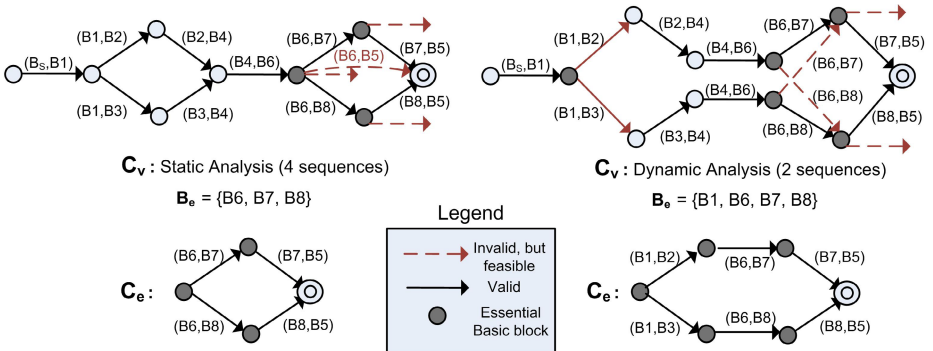 (B1,B2)
(B2,B4)
(B6,B7)
(B7,B5)
(B6,B5)
(Bs,B1)
(B4,B6)
(B1,B3)
(B3,B4)
(B6,B8)
(B8,B5)
Cv : Static Analysis (4 sequences)
Be = {B6, B7, B8}
(B2,B4)
(B6,B7)
(B1,B2)
(B4,B6)
(B7,B5)
(Bs,B1)
(B6,B7)
(B4,B6)
(B6,B8)
(B1,B3)
(B6,B8)
(B8,B5)
(B3,B4)
Cv : Dynamic Analysis (2 sequences)
Be = {B1, B6, B7, B8}
Ce :
(B6,B7)
(B7,B5)
(B6,B8)
(B8,B5)
Legend
Invalid, but
feasible
Valid
Essential
Basic block
Ce :
(B1,B2)
(B6,B7)
(B7,B5)
(B1,B3)
(B6,B8)
(B8,B5)